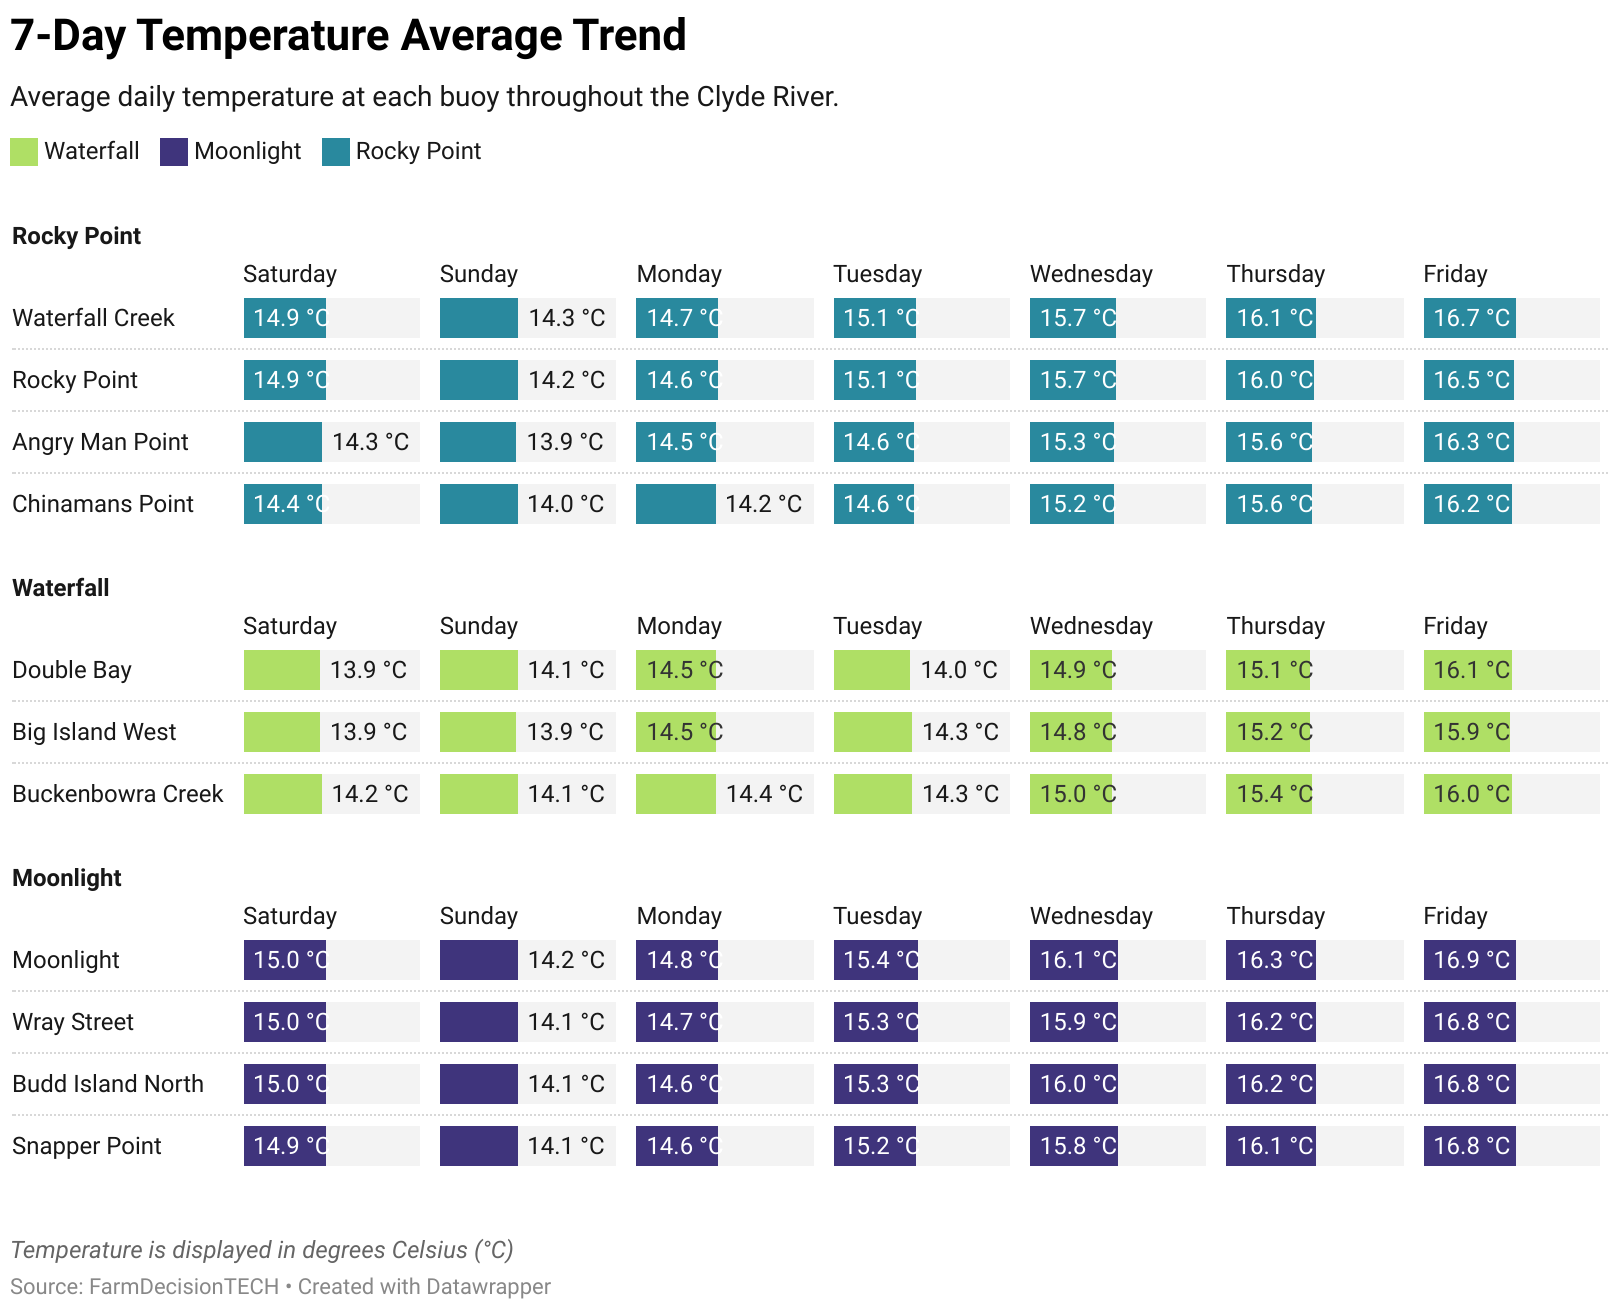 7-Day Temperature Average Trend
Average daily temperature at each buoy throughout the Clyde River.
Waterfall Moonlight Rocky Point
Rocky Point
Saturday Sunday Monday Tuesday Wednesday Thursday Friday
Waterfall Creek 14.9 °C 14.3 °C 14.7 °C 15.1 °C 15.7 °C 16.1 °C 16.7 °C
Rocky Point 14.9 °C 14.2 °C 14.6 °C 15.1 °C 15.7 °C 16.0 °C 16.5 °C
Angry Man Point 14.3 °C 13.9 °C 14.5 °C 14.6 °C 15.3 °C 15.6 °C 16.3 °C
Chinamans Point 14.4 °C 14.0 °C 14.2 °C 14.6 °C 15.2 °C 15.6 °C 16.2 °C
Waterfall
Saturday Sunday Monday Tuesday Wednesday Thursday Friday
Double Bay 13.9 °C 14.1 °C 14.5 °C 14.0 °C 14.9 °C 15.1 °C 16.1 °C
Big Island West 13.9 °C 13.9 °C 14.5 °C 14.3 °C 14.8 °C 15.2 °C 15.9 °C
Buckenbowra Creek 14.2 °C 14.1 °C 14.4 °C 14.3 °C 15.0 °C 15.4 °C 16.0 °C
Moonlight
Saturday Sunday Monday Tuesday Wednesday Thursday Friday
Moonlight 15.0 °C 14.2 °C 14.8 °C 15.4 °C 16.1 °C 16.3 °C 16.9 °C
Wray Street 15.0 °C 14.1 °C 14.7 °C 15.3 °C 15.9 °C 16.2 °C 16.8 °C
Budd Island North 15.0 °C 14.1 °C 14.6 °C 15.3 °C 16.0 °C 16.2 °C 16.8 °C
Snapper Point 14.9 °C 14.1 °C 14.6 °C 15.2 °C 15.8 °C 16.1 °C 16.8 °C
Temperature is displayed in degrees Celsius (°C)
Source: FarmDecisionTECH • Created with Datawrapper